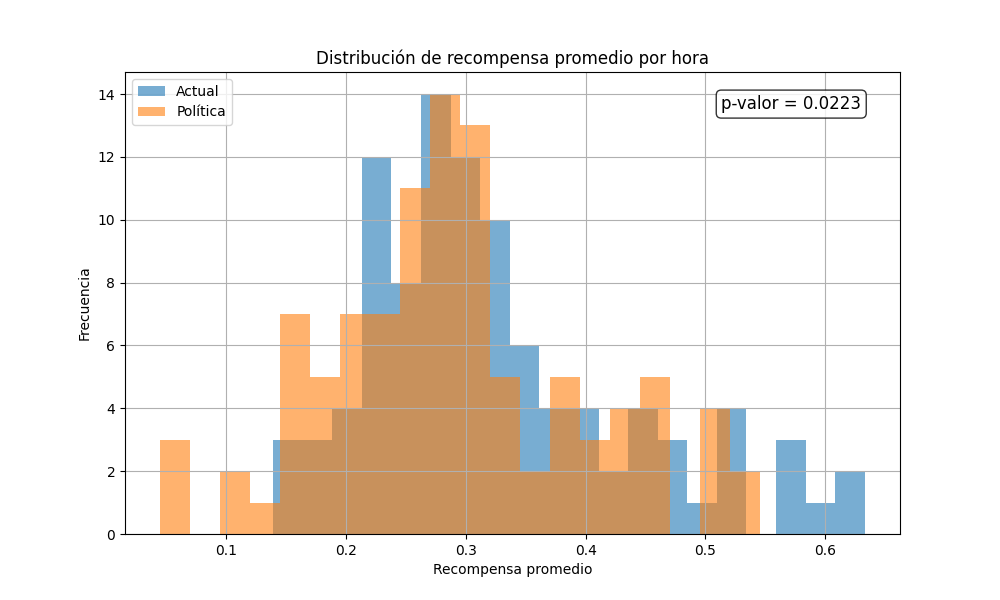 Distribución de recompensa promedio por hora
Actual
Política
p-valor = 0.0223
Frecuencia
14
12
10
8
6
4
2
0
0.1 0.2 0.3 0.4 0.5 0.6
Recompensa promedio